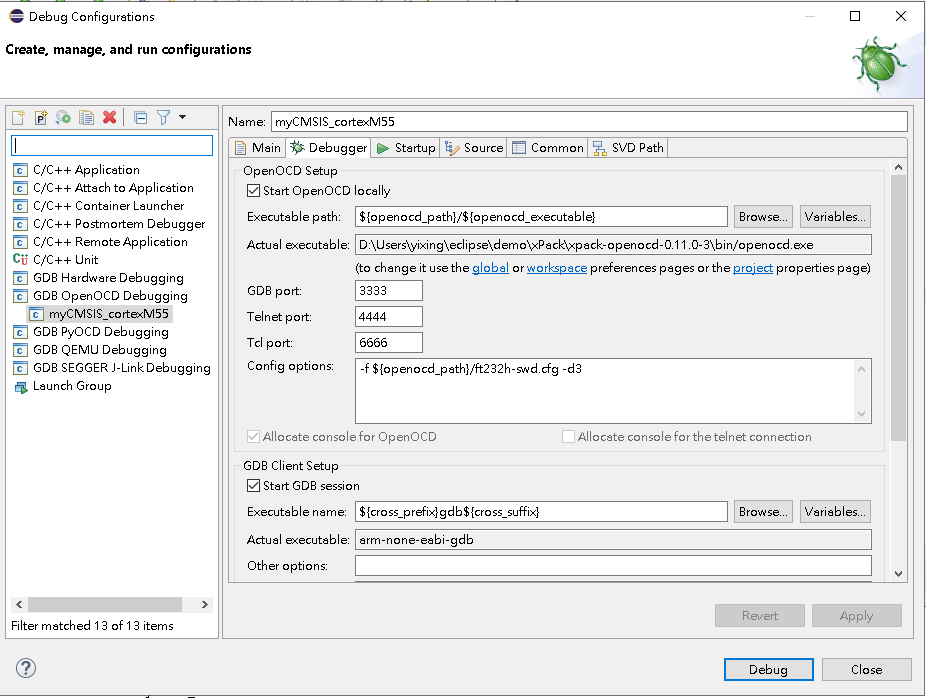 Debug Configurations
Create, manage, and run configurations
Name: myCMSIS_cortexM55
C/C++ Application
C/C++ Attach to Application
C/C++ Container Launcher
C/C++ Postmortem Debugger
C/C++ Remote Application
C/C++ Unit
GDB Hardware Debugging
GDB OpenOCD Debugging
myCMSIS_cortexM55
GDB PyOCD Debugging
GDB QEMU Debugging
GDB SEGGER J-Link Debugging
Launch Group
Filter matched 13 of 13 items
Main Debugger Startup Source Common SVD Path
OpenOCD Setup
Start OpenOCD locally
Executable path: ${openocd_path}/${openocd_executable} Browse... Variables...
Actual executable: D:\Users\yixing\eclipse\demo\xPack\xpack-openocd-0.11.0-3\bin/openocd.exe
(to change it use the global or workspace preferences pages or the project properties page)
GDB port: 3333
Telnet port: 4444
Tcl port: 6666
Config options: -f ${openocd_path}/ft232h-swd.cfg -d3
Allocate console for OpenOCD Allocate console for the telnet connection
GDB Client Setup
Start GDB session
Executable name: ${cross_prefix}gdb${cross_suffix} Browse... Variables...
Actual executable: arm-none-eabi-gdb
Other options:
Revert Apply
Debug Close